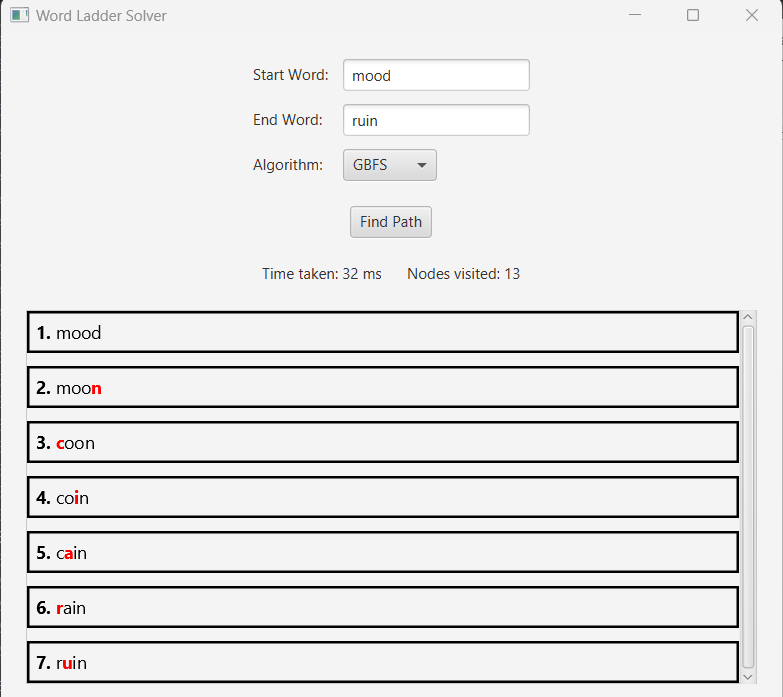 Word Ladder Solver
Start Word: mood
End Word: ruin
Algorithm: GBFS
Find Path
Time taken: 32 ms Nodes visited: 13
1. mood
2. moon
3. coon
4. coin
5. cain
6. rain
7. ruin